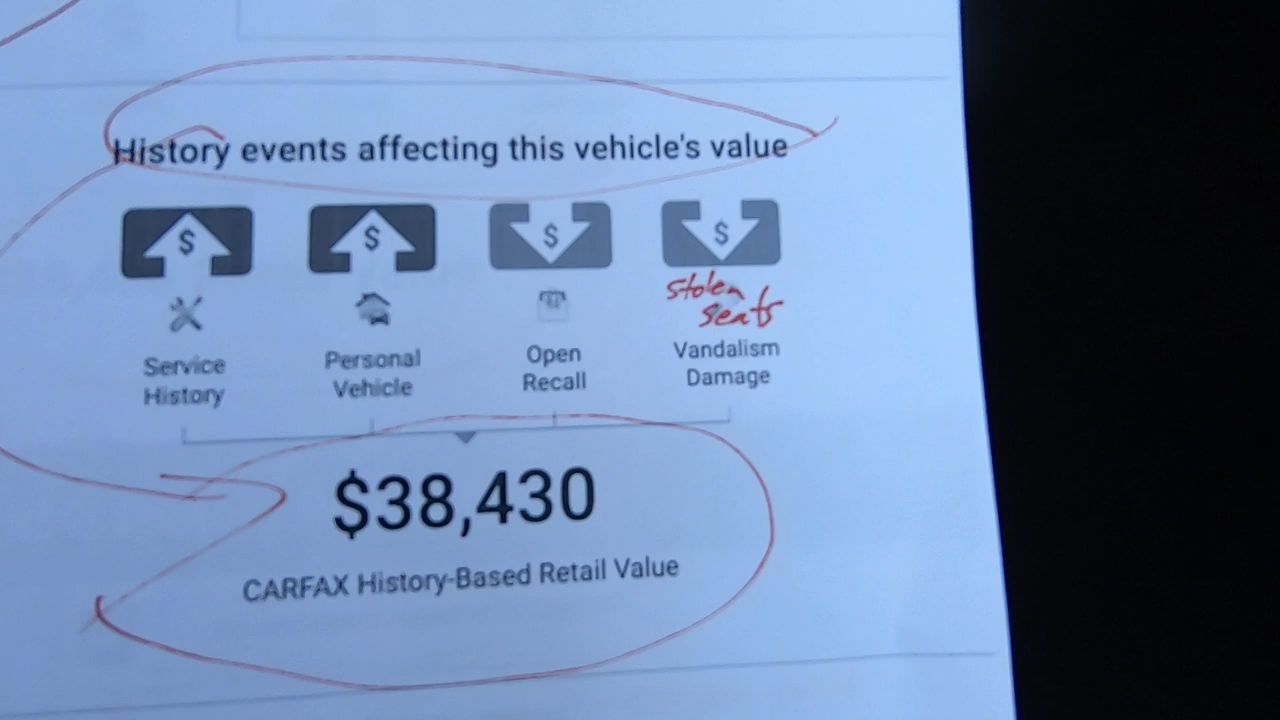 History events affecting this vehicle's value
$ $ $ $
stolen
seats
Service
History
Personal
Vehicle
Open
Recall
Vandalism
Damage
$38,430
CARFAX History-Based Retail Value